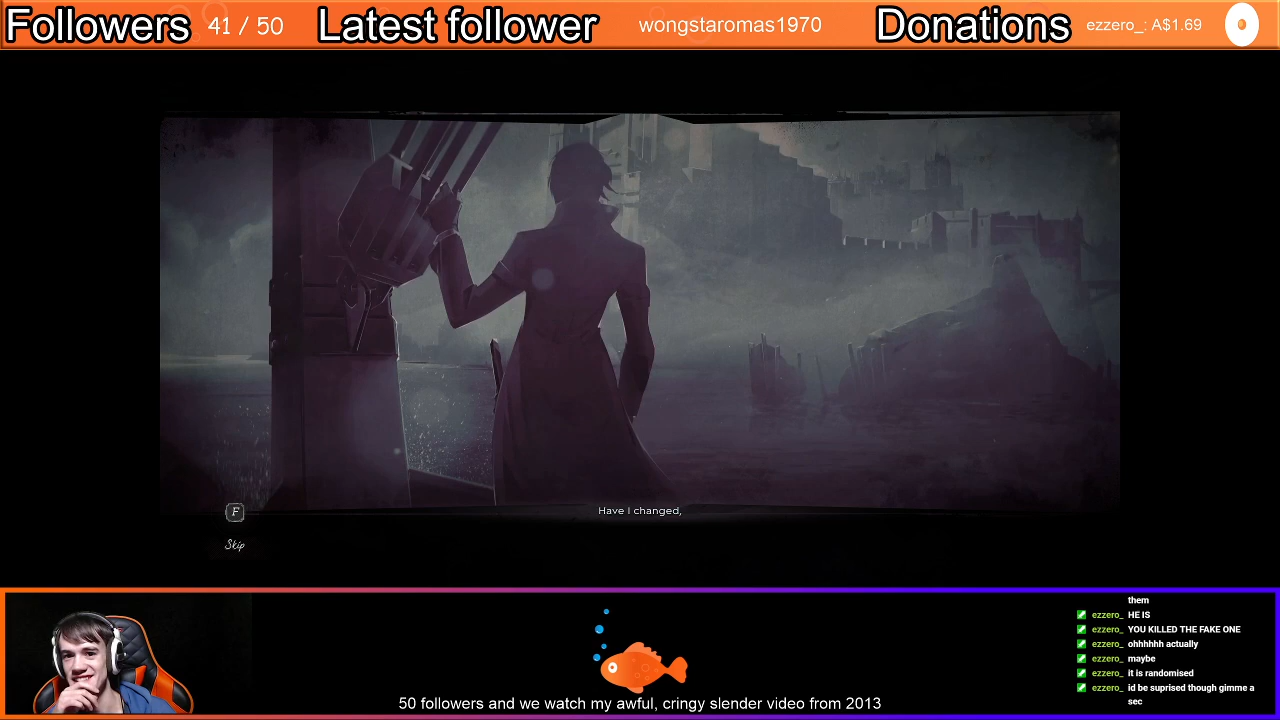 Followers 41 / 50 Latest follower wongstaromas1970 Donations ezzero_: A$1.69
Have I changed,
F
Skip
them
ezzero_ HE IS
ezzero_ YOU KILLED THE FAKE ONE
ezzero_ ohhhhhh actually
ezzero_ maybe
ezzero_ it is randomised
ezzero_ id be suprised though gimme a
sec
50 followers and we watch my awful, cringy slender video from 2013